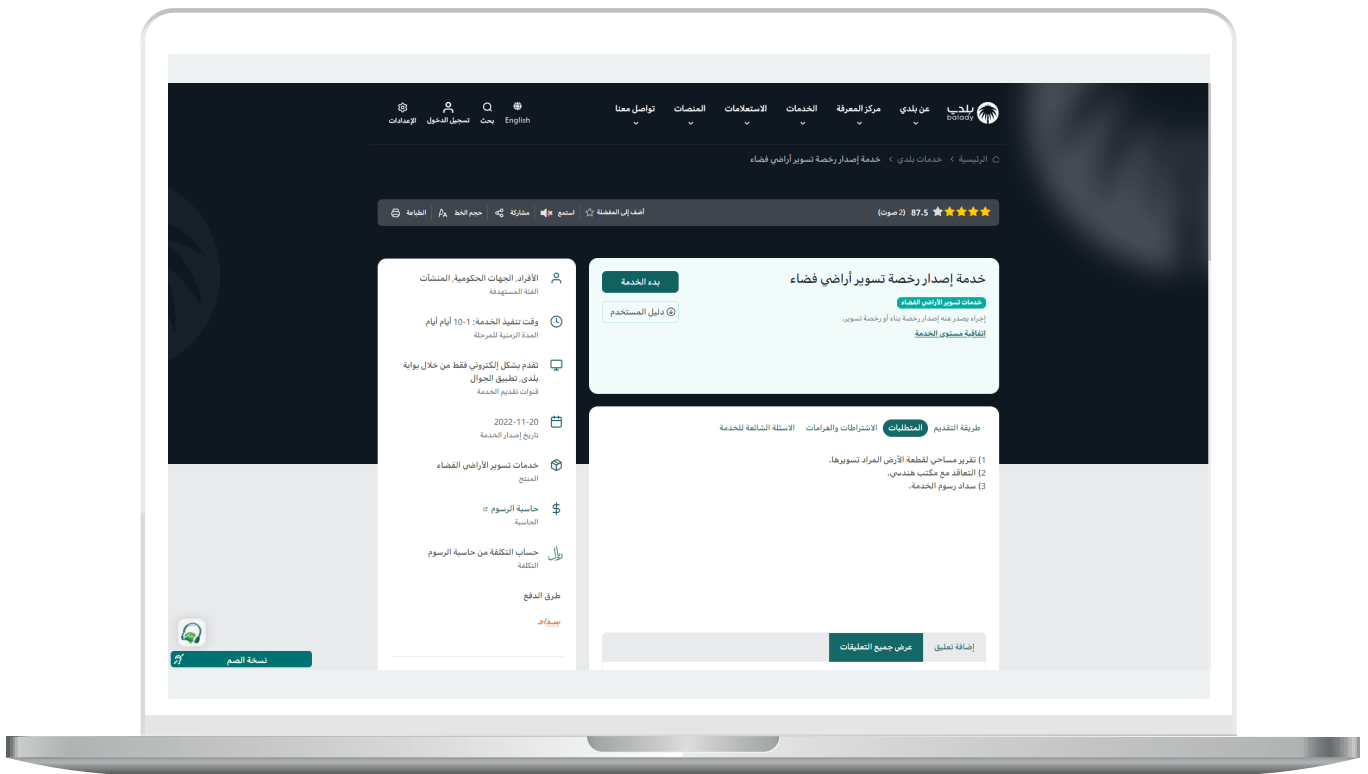 بلدي
balady
عن بلدي
مركز المعرفة
الخدمات
الاستعلامات
المنصات
تواصل معنا
English
بحث
تسجيل الدخول
الإعدادات
الرئيسية > خدمات بلدي > خدمة إصدار رخصة تسوير أراضي فضاء
87.5 (2 صوت)
أضف إلى المفضلة
استمع
مشاركة
حجم الخط
الطباعة
خدمة إصدار رخصة تسوير أراضي فضاء
خدمات تسوير الأراضي الفضاء
إجراء يصدر عنه إصدار رخصة بناء أو رخصة تسوير.
اتفاقية مستوى الخدمة
بدء الخدمة
دليل المستخدم
طريقة التقديم
المتطلبات
الاشتراطات والغرامات
الاسئلة الشائعة للخدمة
1) تقرير مساحي لقطعة الأرض المراد تسويرها.
2) التعاقد مع مكتب هندسي.
3) سداد رسوم الخدمة.
إضافة تعليق
عرض جميع التعليقات
الأفراد, الجهات الحكومية, المنشآت
الفئة المستهدفة
وقت تنفيذ الخدمة: 1-10 أيام أيام
المدة الزمنية للمرحلة
تقدم بشكل إلكتروني فقط من خلال بوابة
بلدي, تطبيق الجوال
قنوات تقديم الخدمة
2022-11-20
تاريخ إصدار الخدمة
خدمات تسوير الأراضي الفضاء
المنتج
حاسبة الرسوم
الحاسبة
حساب التكلفة من حاسبة الرسوم
التكلفة
طرق الدفع
سداد
نسخة الصم